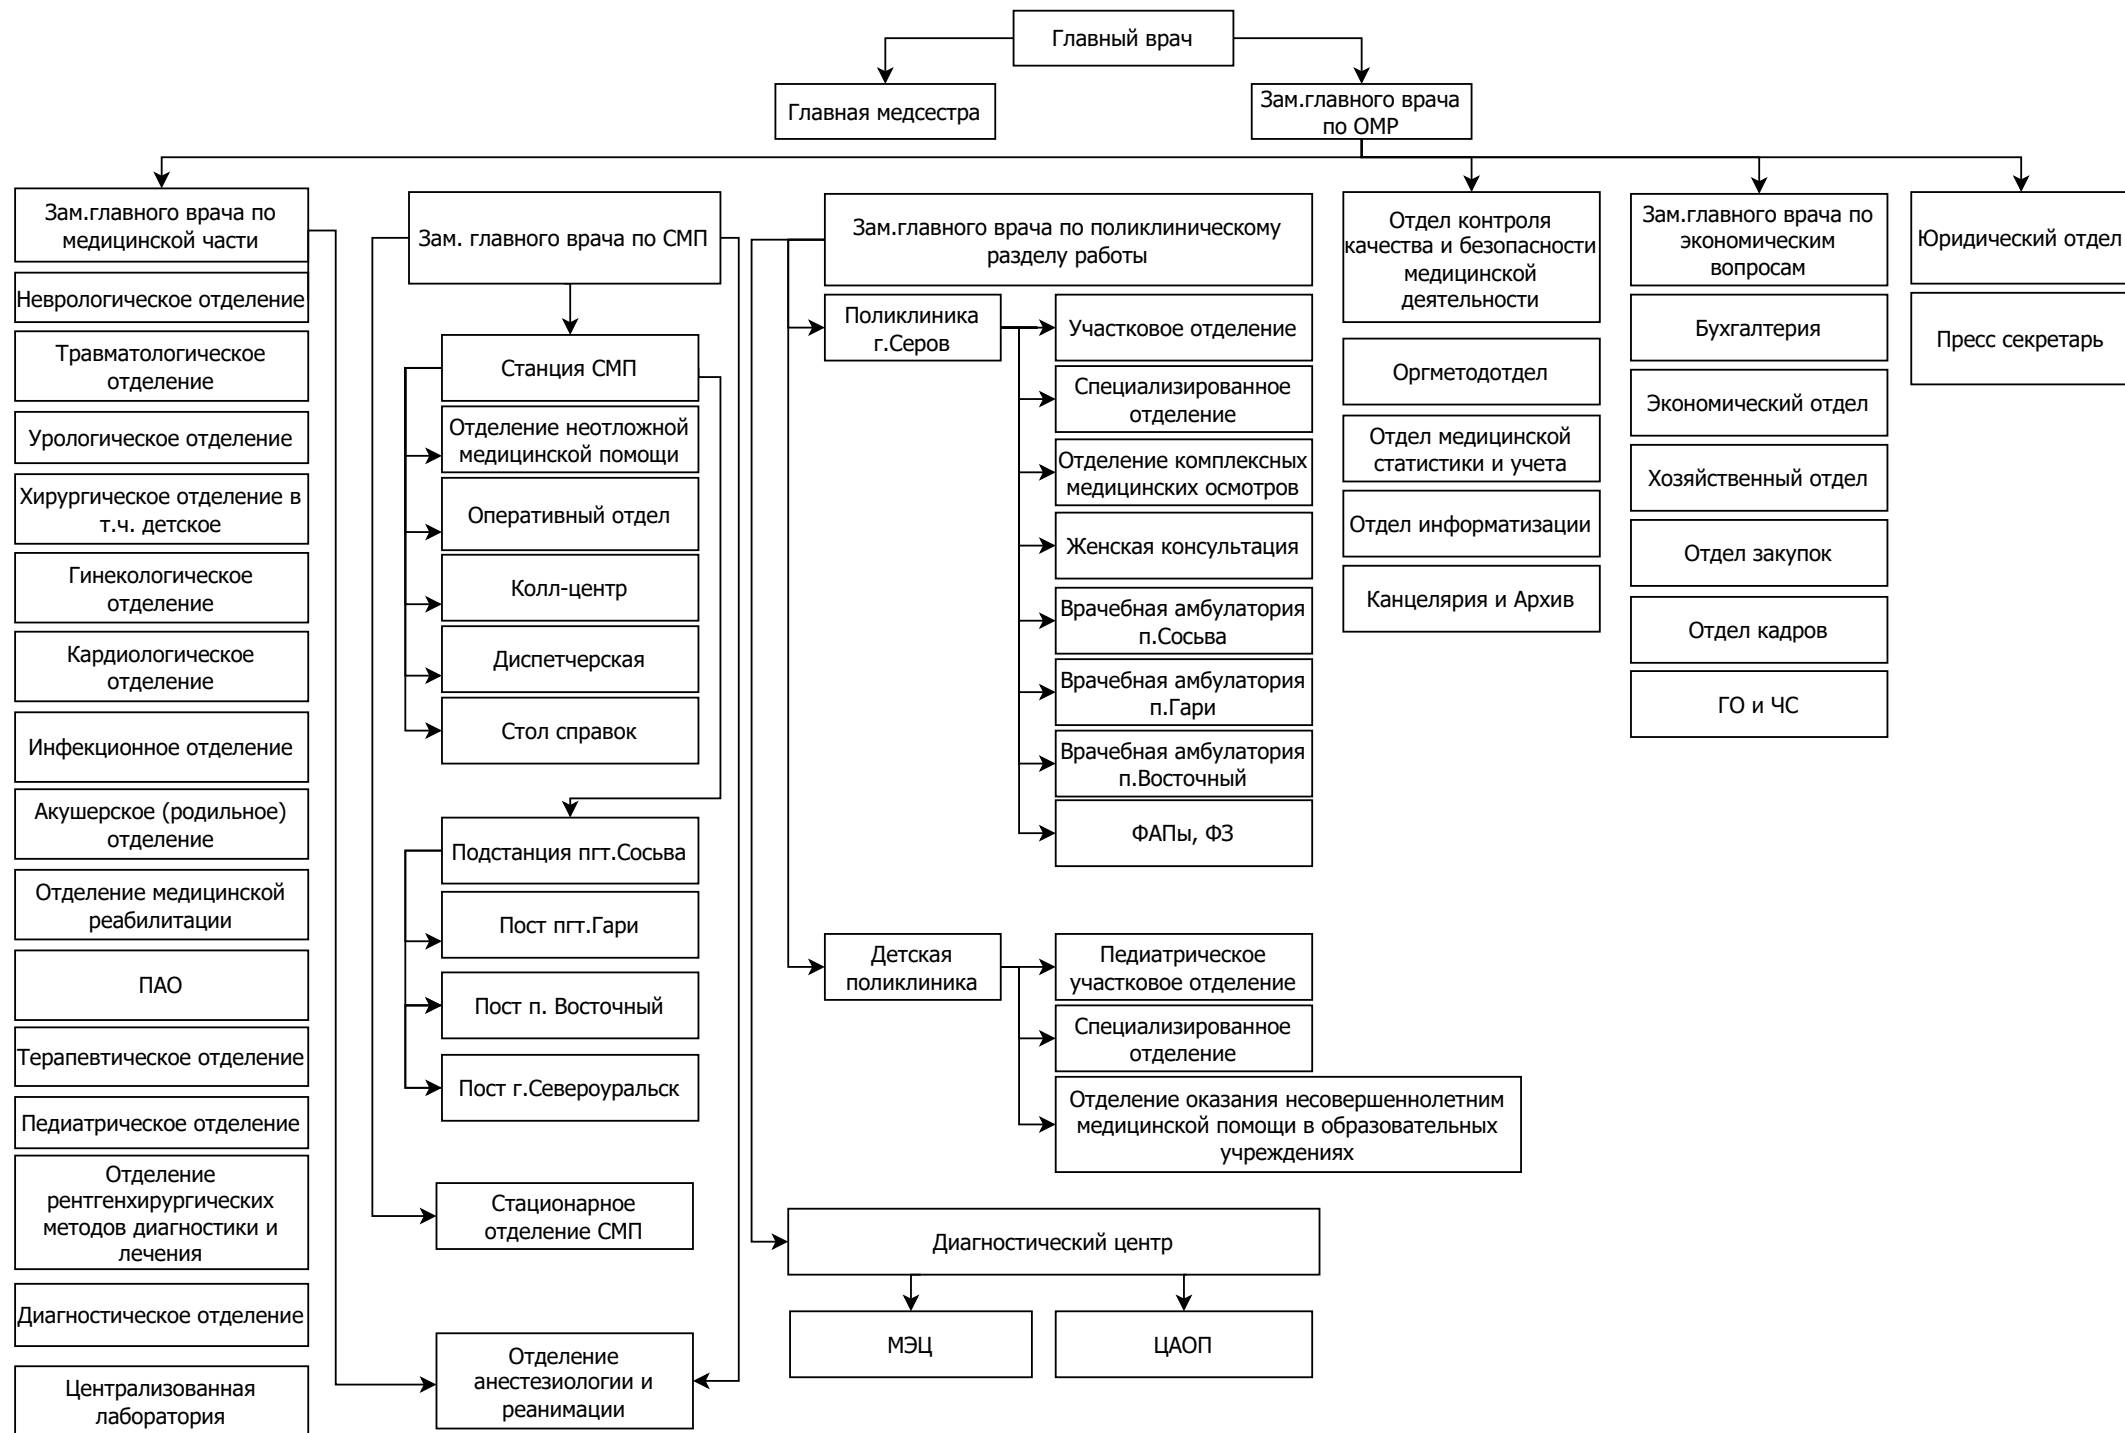 Главный врач
Главная медсестра
Зам.главного врача
по ОМР
Зам.главного врача по
медицинской части
Неврологическое отделение
Травматологическое
отделение
Урологическое отделение
Хирургическое отделение в
т.ч. детское
Гинекологическое
отделение
Кардиологическое
отделение
Инфекционное отделение
Акушерское (родильное)
отделение
Отделение медицинской
реабилитации
ПАО
Терапевтическое отделение
Педиатрическое отделение
Отделение
рентгенхирургических
методов диагностики и
лечения
Диагностическое отделение
Централизованная
лаборатория
Зам. главного врача по СМП
Станция СМП
Отделение неотложной
медицинской помощи
Оперативный отдел
Колл-центр
Диспетчерская
Стол справок
Подстанция пгт.Сосьва
Пост пгт.Гари
Пост п. Восточный
Пост г.Североуральск
Стационарное
отделение СМП
Отделение
анестезиологии и
реанимации
Зам.главного врача по поликлиническому
разделу работы
Поликлиника
г.Серов
Участковое отделение
Специализированное
отделение
Отделение комплексных
медицинских осмотров
Женская консультация
Врачебная амбулатория
п.Сосьва
Врачебная амбулатория
п.Гари
Врачебная амбулатория
п.Восточный
ФАПы, ФЗ
Детская
поликлиника
Педиатрическое
участковое отделение
Специализированное
отделение
Отделение оказания несовершеннолетним
медицинской помощи в образовательных
учреждениях
Диагностический центр
МЭЦ
ЦАОП
Отдел контроля
качества и безопасности
медицинской
деятельности
Оргметодотдел
Отдел медицинской
статистики и учета
Отдел информатизации
Канцелярия и Архив
Зам.главного врача по
экономическим
вопросам
Бухгалтерия
Экономический отдел
Хозяйственный отдел
Отдел закупок
Отдел кадров
ГО и ЧС
Юридический отдел
Пресс секретарь